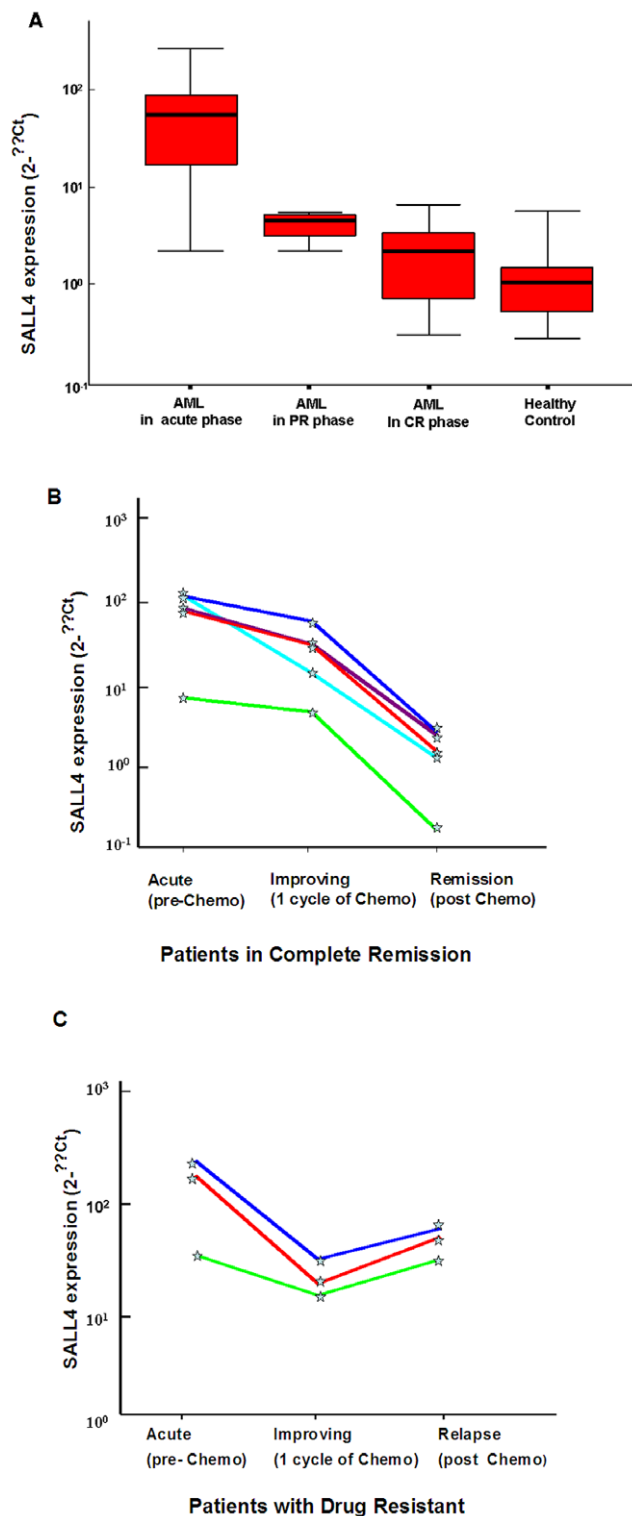 A
SALL4 expression (2-??Ct)
10²
10¹
10⁰
10⁻¹
AML in acute phase
AML in PR phase
AML In CR phase
Healthy Control
B
SALL4 expression (2-??Ct)
10³
10²
10¹
10⁰
10⁻¹
Acute (pre-Chemo)
Improving (1 cycle of Chemo)
Remission (post Chemo)
Patients in Complete Remission
C
SALL4 expression (2-??Ct)
10³
10²
10¹
10⁰
Acute (pre- Chemo)
Improving (1 cycle of Chemo)
Relapse (post Chemo)
Patients with Drug Resistant